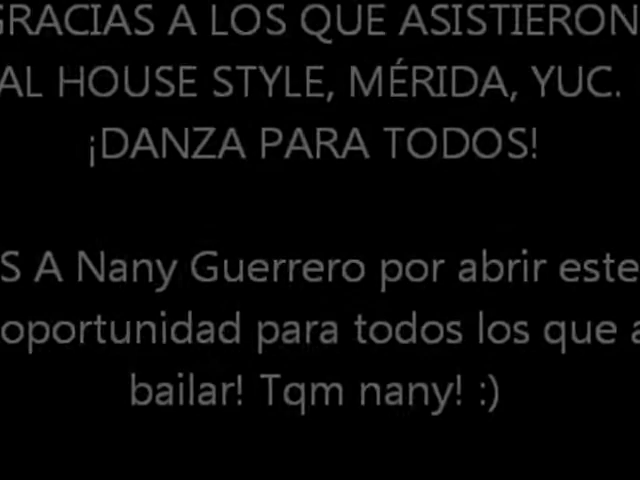 GRACIAS A LOS QUE ASISTIERON
AL HOUSE STYLE, MÉRIDA, YUC.
¡DANZA PARA TODOS!
S A Nany Guerrero por abrir este
oportunidad para todos los que a
bailar! Tqm nany! :)